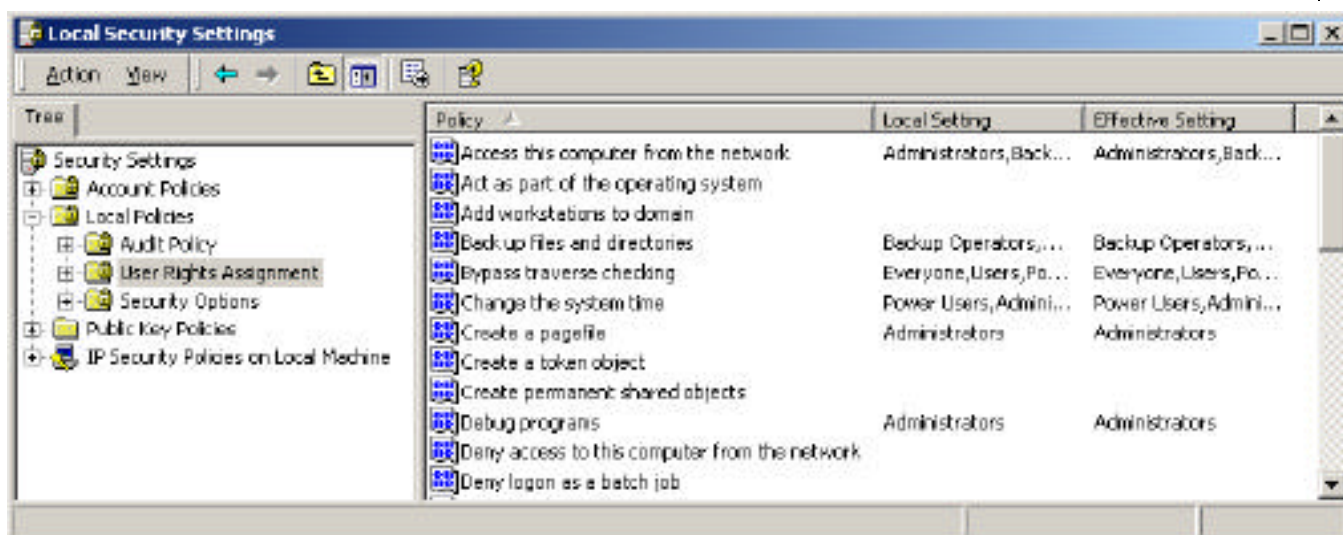 Local Security Settings
Action View
Tree
Security Settings
Account Policies
Local Policies
Audit Policy
User Rights Assignment
Security Options
Public Key Policies
IP Security Policies on Local Machine
Policy Local Setting Effective Setting
Access this computer from the network Administrators,Back... Administrators,Back...
Act as part of the operating system
Add workstations to domain
Back up files and directories Backup Operators,... Backup Operators,...
Bypass traverse checking Everyone,Users,Po... Everyone,Users,Po...
Change the system time Power Users,Admini... Power Users,Admini...
Create a pagefile Administrators Administrators
Create a token object
Create permanent shared objects
Debug programs Administrators Administrators
Deny access to this computer from the network
Deny logon as a batch job